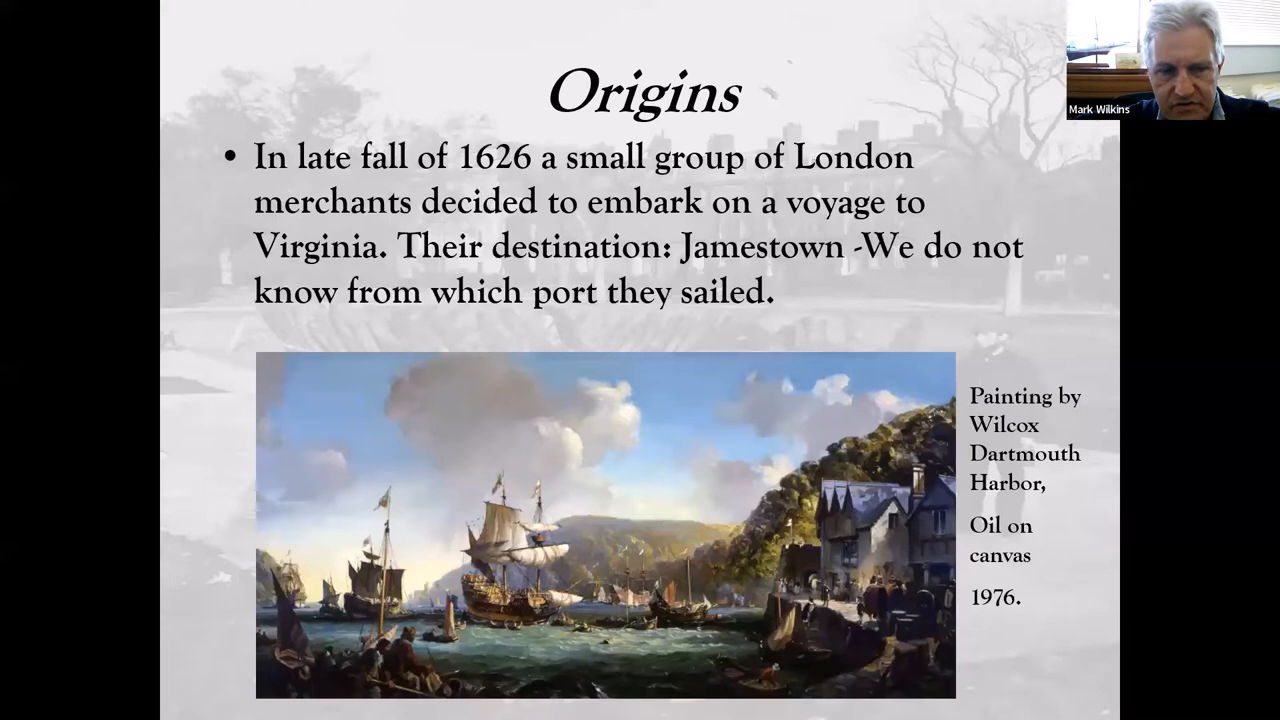 Origins
• In late fall of 1626 a small group of London
merchants decided to embark on a voyage to
Virginia. Their destination: Jamestown -We do not
know from which port they sailed.
Painting by
Wilcox
Dartmouth
Harbor,
Oil on
canvas
1976.
Mark Wilkins